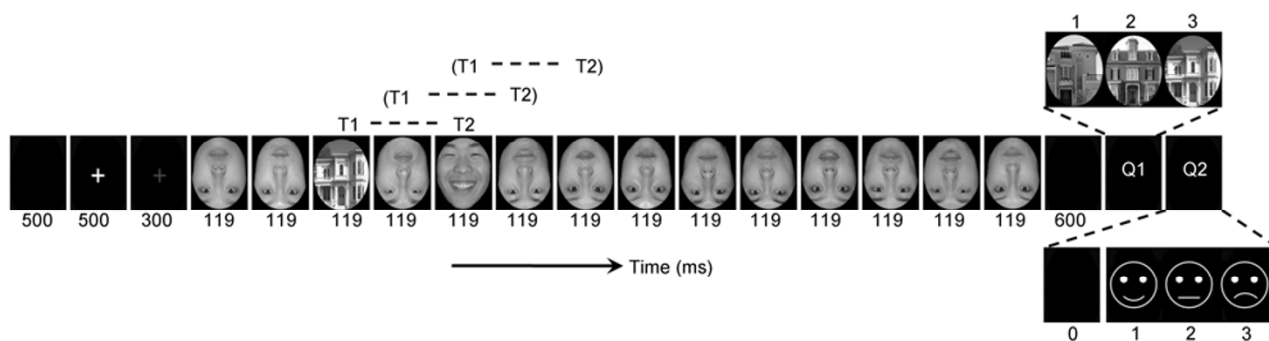 1 2 3
(T1 T2)
(T1 T2)
T1 T2
+ + Q1 Q2
500 500 300 119 119 119 119 119 119 119 119 119 119 119 119 119 119 600
Time (ms)
0 1 2 3